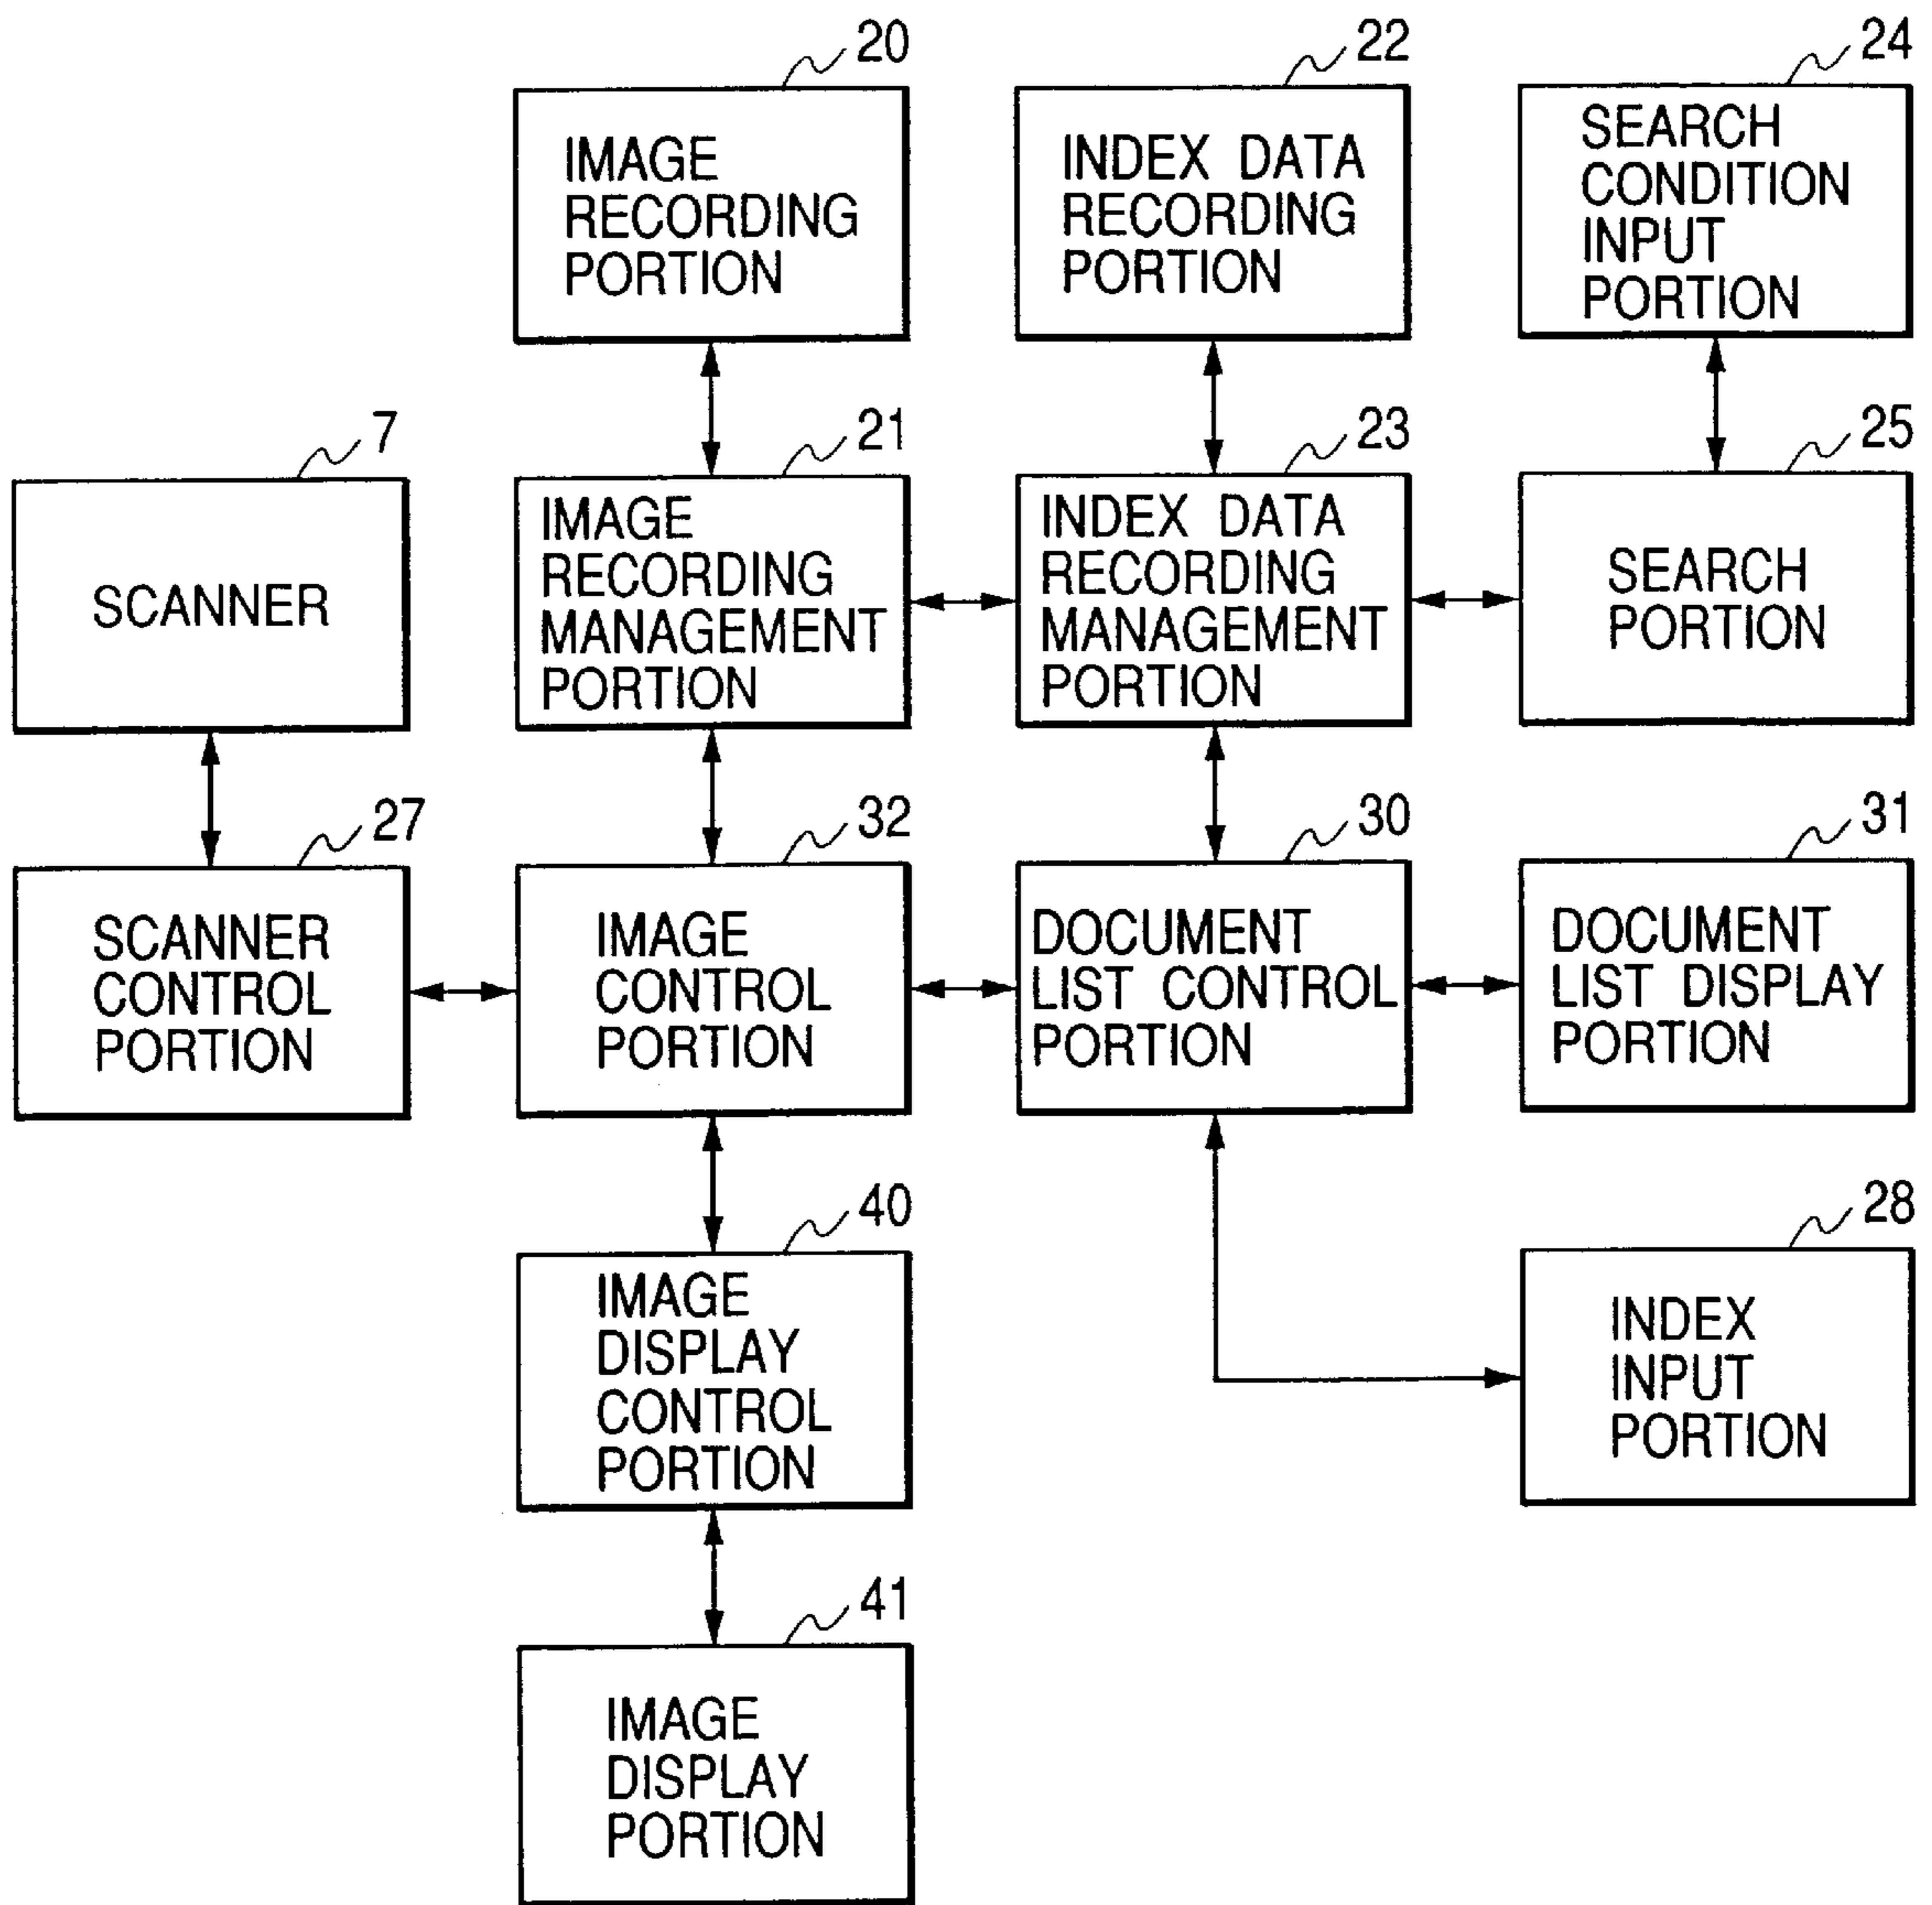 20
IMAGE
RECORDING
PORTION
22
INDEX DATA
RECORDING
PORTION
24
SEARCH
CONDITION
INPUT
PORTION
7
SCANNER
21
IMAGE
RECORDING
MANAGEMENT
PORTION
23
INDEX DATA
RECORDING
MANAGEMENT
PORTION
25
SEARCH
PORTION
27
SCANNER
CONTROL
PORTION
32
IMAGE
CONTROL
PORTION
30
DOCUMENT
LIST CONTROL
PORTION
31
DOCUMENT
LIST DISPLAY
PORTION
40
IMAGE
DISPLAY
CONTROL
PORTION
28
INDEX
INPUT
PORTION
41
IMAGE
DISPLAY
PORTION